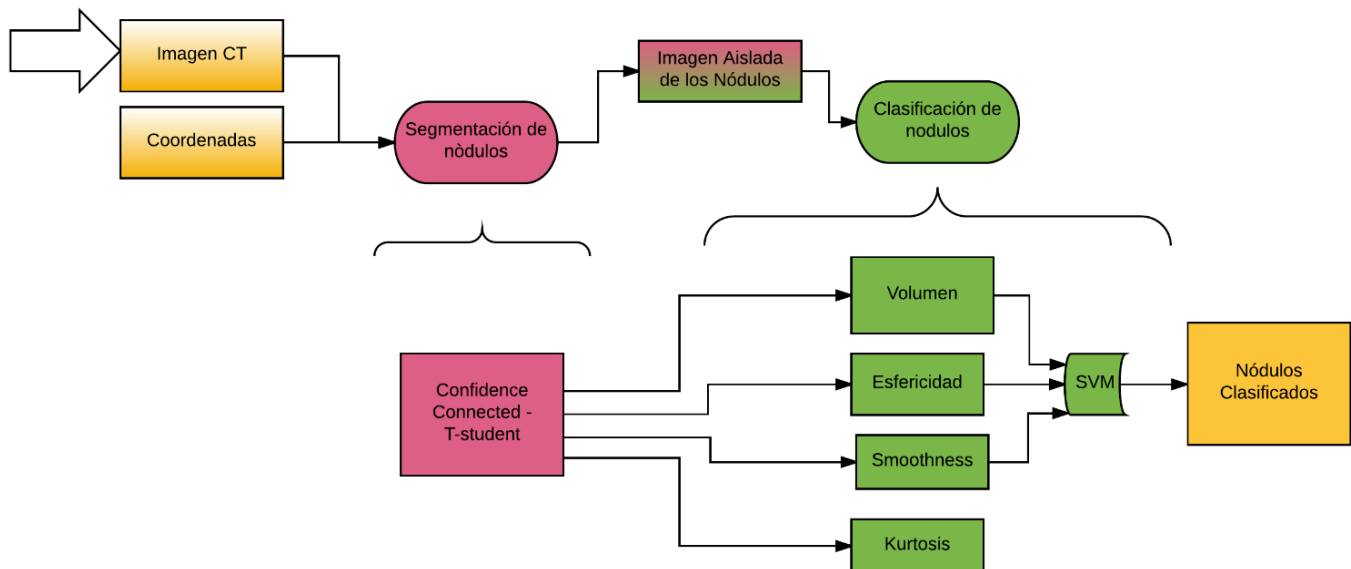 Imagen CT
Coordenadas
Segmentación de
nòdulos
Imagen Aislada
de los Nódulos
Clasificación de
nodulos
Confidence
Connected -
T-student
Volumen
Esfericidad
Smoothness
Kurtosis
SVM
Nódulos
Clasificados